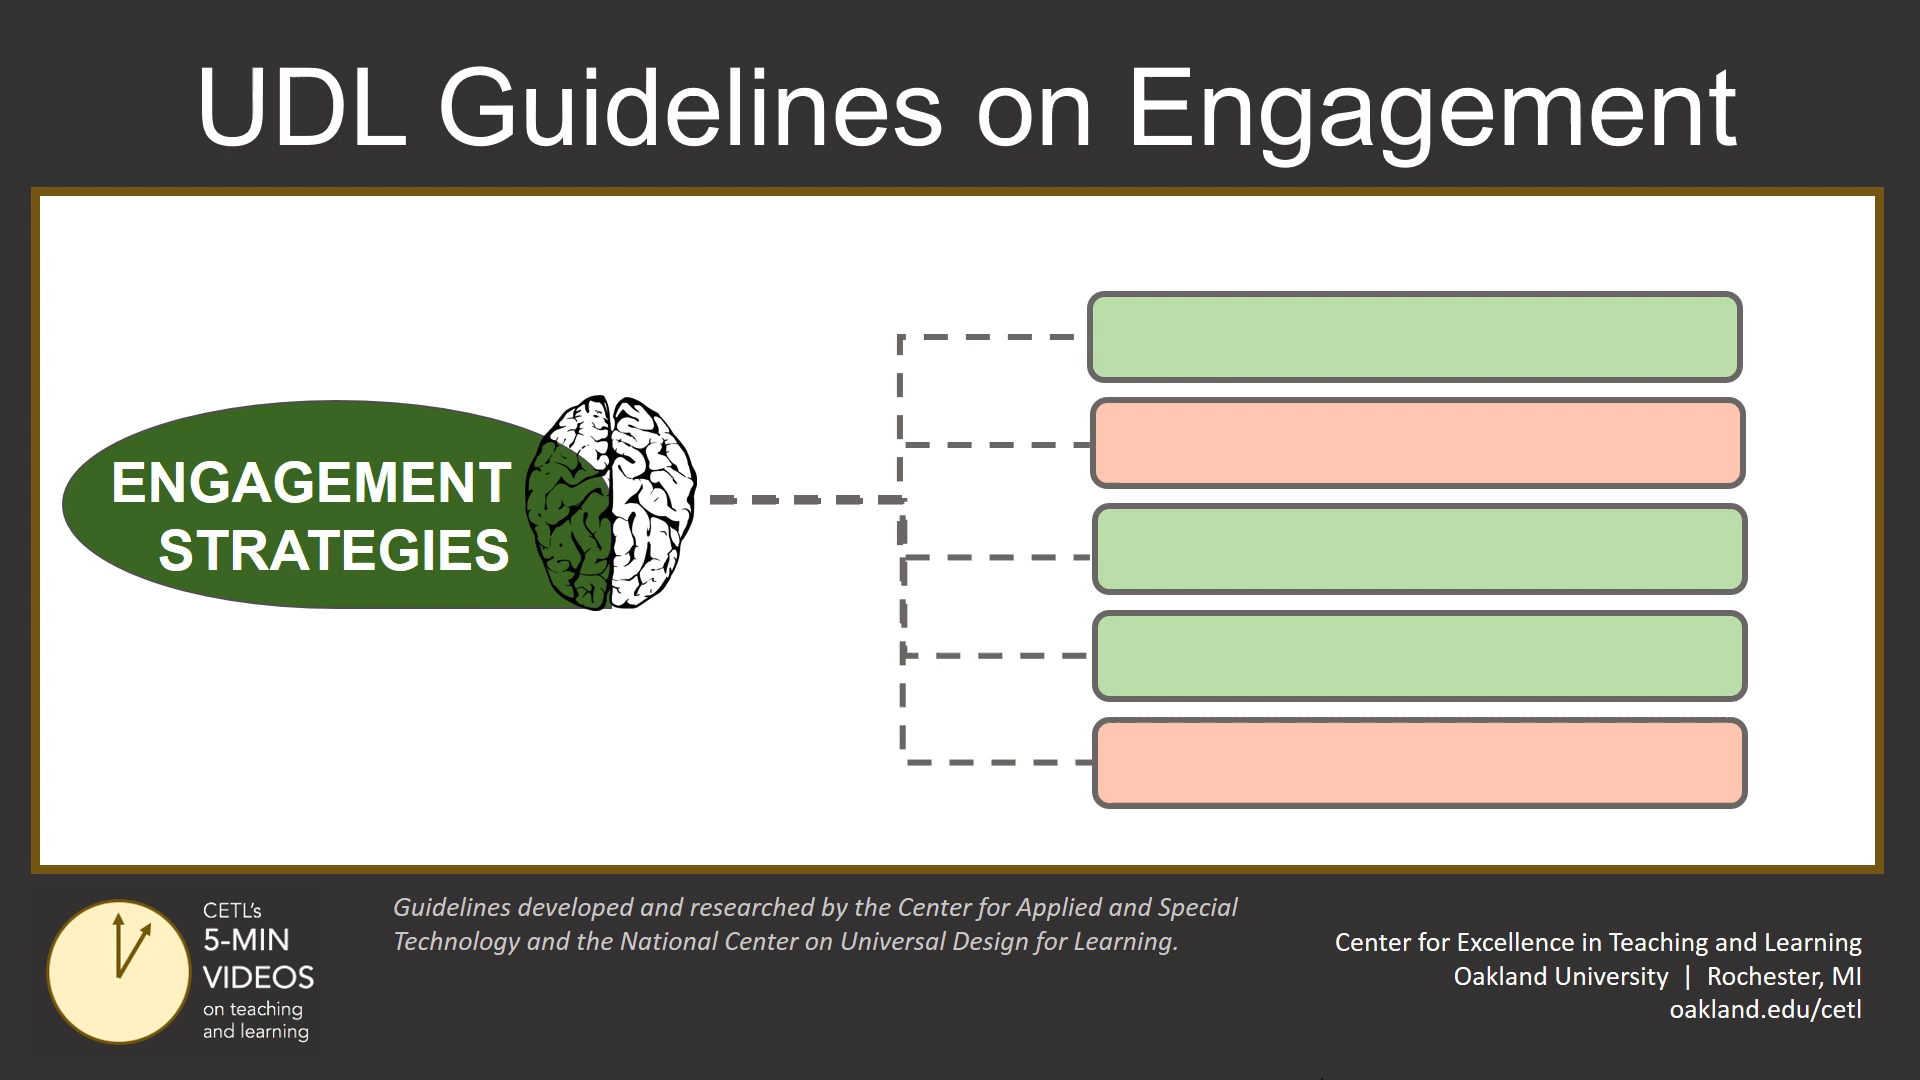 UDL Guidelines on Engagement
ENGAGEMENT
STRATEGIES
CETL's
5-MIN
VIDEOS
on teaching
and learning
Guidelines developed and researched by the Center for Applied and Special
Technology and the National Center on Universal Design for Learning.
Center for Excellence in Teaching and Learning
Oakland University | Rochester, MI
oakland.edu/cetl